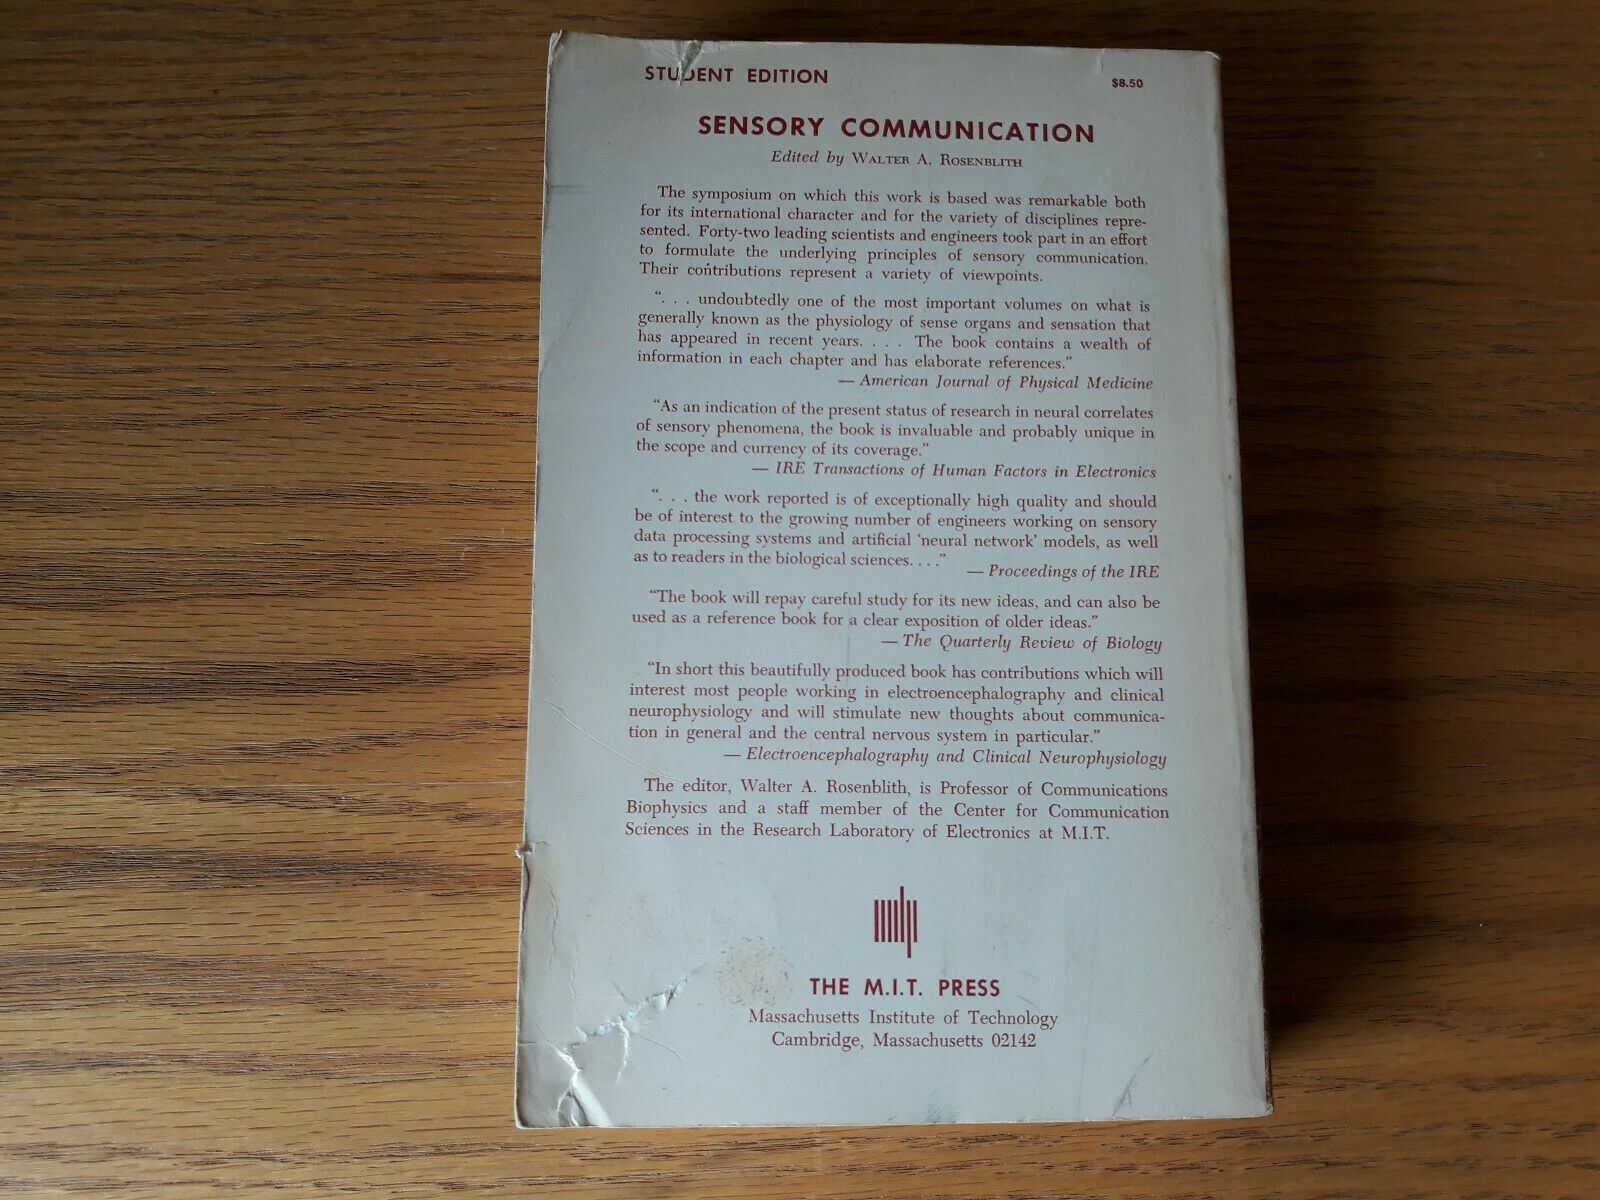 STUDENT EDITION
$8.50
SENSORY COMMUNICATION
Edited by WALTER A. ROSENBLITH
The symposium on which this work is based was remarkable both
for its international character and for the variety of disciplines repre-
sented. Forty-two leading scientists and engineers took part in an effort
to formulate the underlying principles of sensory communication.
Their contributions represent a variety of viewpoints.
“. . . undoubtedly one of the most important volumes on what is
generally known as the physiology of sense organs and sensation that
has appeared in recent years. . . . The book contains a wealth of
information in each chapter and has elaborate references.”
— American Journal of Physical Medicine
“As an indication of the present status of research in neural correlates
of sensory phenomena, the book is invaluable and probably unique in
the scope and currency of its coverage.”
— IRE Transactions of Human Factors in Electronics
“. . . the work reported is of exceptionally high quality and should
be of interest to the growing number of engineers working on sensory
data processing systems and artificial ‘neural network’ models, as well
as to readers in the biological sciences. . . .”
— Proceedings of the IRE
“The book will repay careful study for its new ideas, and can also be
used as a reference book for a clear exposition of older ideas.”
— The Quarterly Review of Biology
“In short this beautifully produced book has contributions which will
interest most people working in electroencephalography and clinical
neurophysiology and will stimulate new thoughts about communica-
tion in general and the central nervous system in particular.”
— Electroencephalography and Clinical Neurophysiology
The editor, Walter A. Rosenblith, is Professor of Communications
Biophysics and a staff member of the Center for Communication
Sciences in the Research Laboratory of Electronics at M.I.T.
THE M.I.T. PRESS
Massachusetts Institute of Technology
Cambridge, Massachusetts 02142